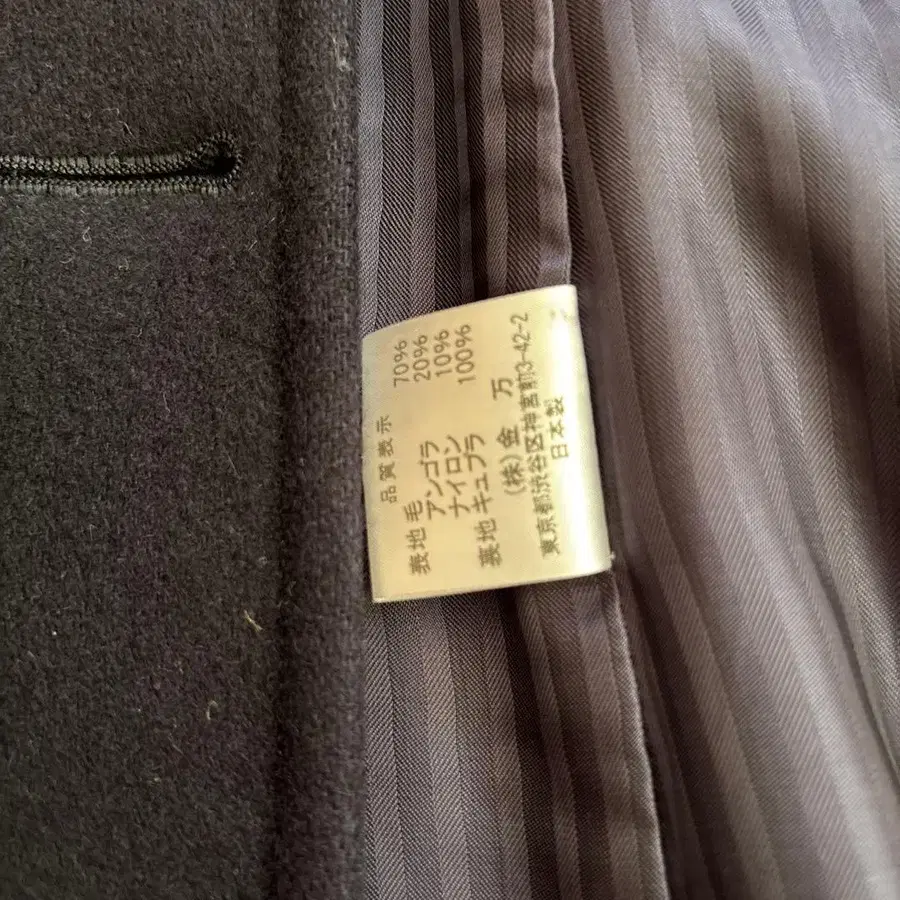 品質表示
表地 毛 70%
アンゴラ 20%
ナイロン 10%
裏地 キュプラ 100%
(株)金 万
東京都渋谷区神宮前3-42-2
日本製